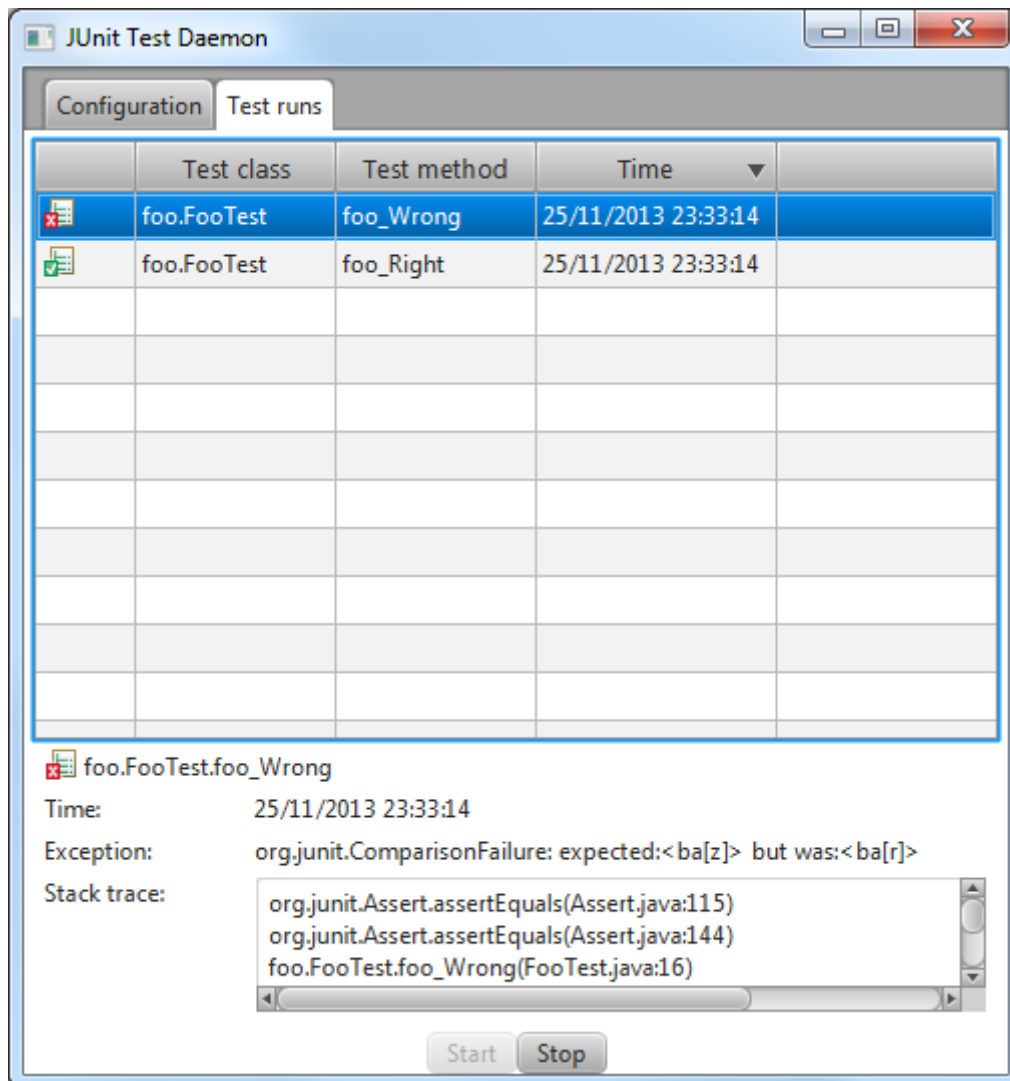 JUnit Test Daemon
Configuration Test runs
Test class Test method Time
foo.FooTest foo_Wrong 25/11/2013 23:33:14
foo.FooTest foo_Right 25/11/2013 23:33:14
foo.FooTest.foo_Wrong
Time: 25/11/2013 23:33:14
Exception: org.junit.ComparisonFailure: expected:<ba[z]> but was:<ba[r]>
Stack trace:
org.junit.Assert.assertEquals(Assert.java:115)
org.junit.Assert.assertEquals(Assert.java:144)
foo.FooTest.foo_Wrong(FooTest.java:16)
Start Stop